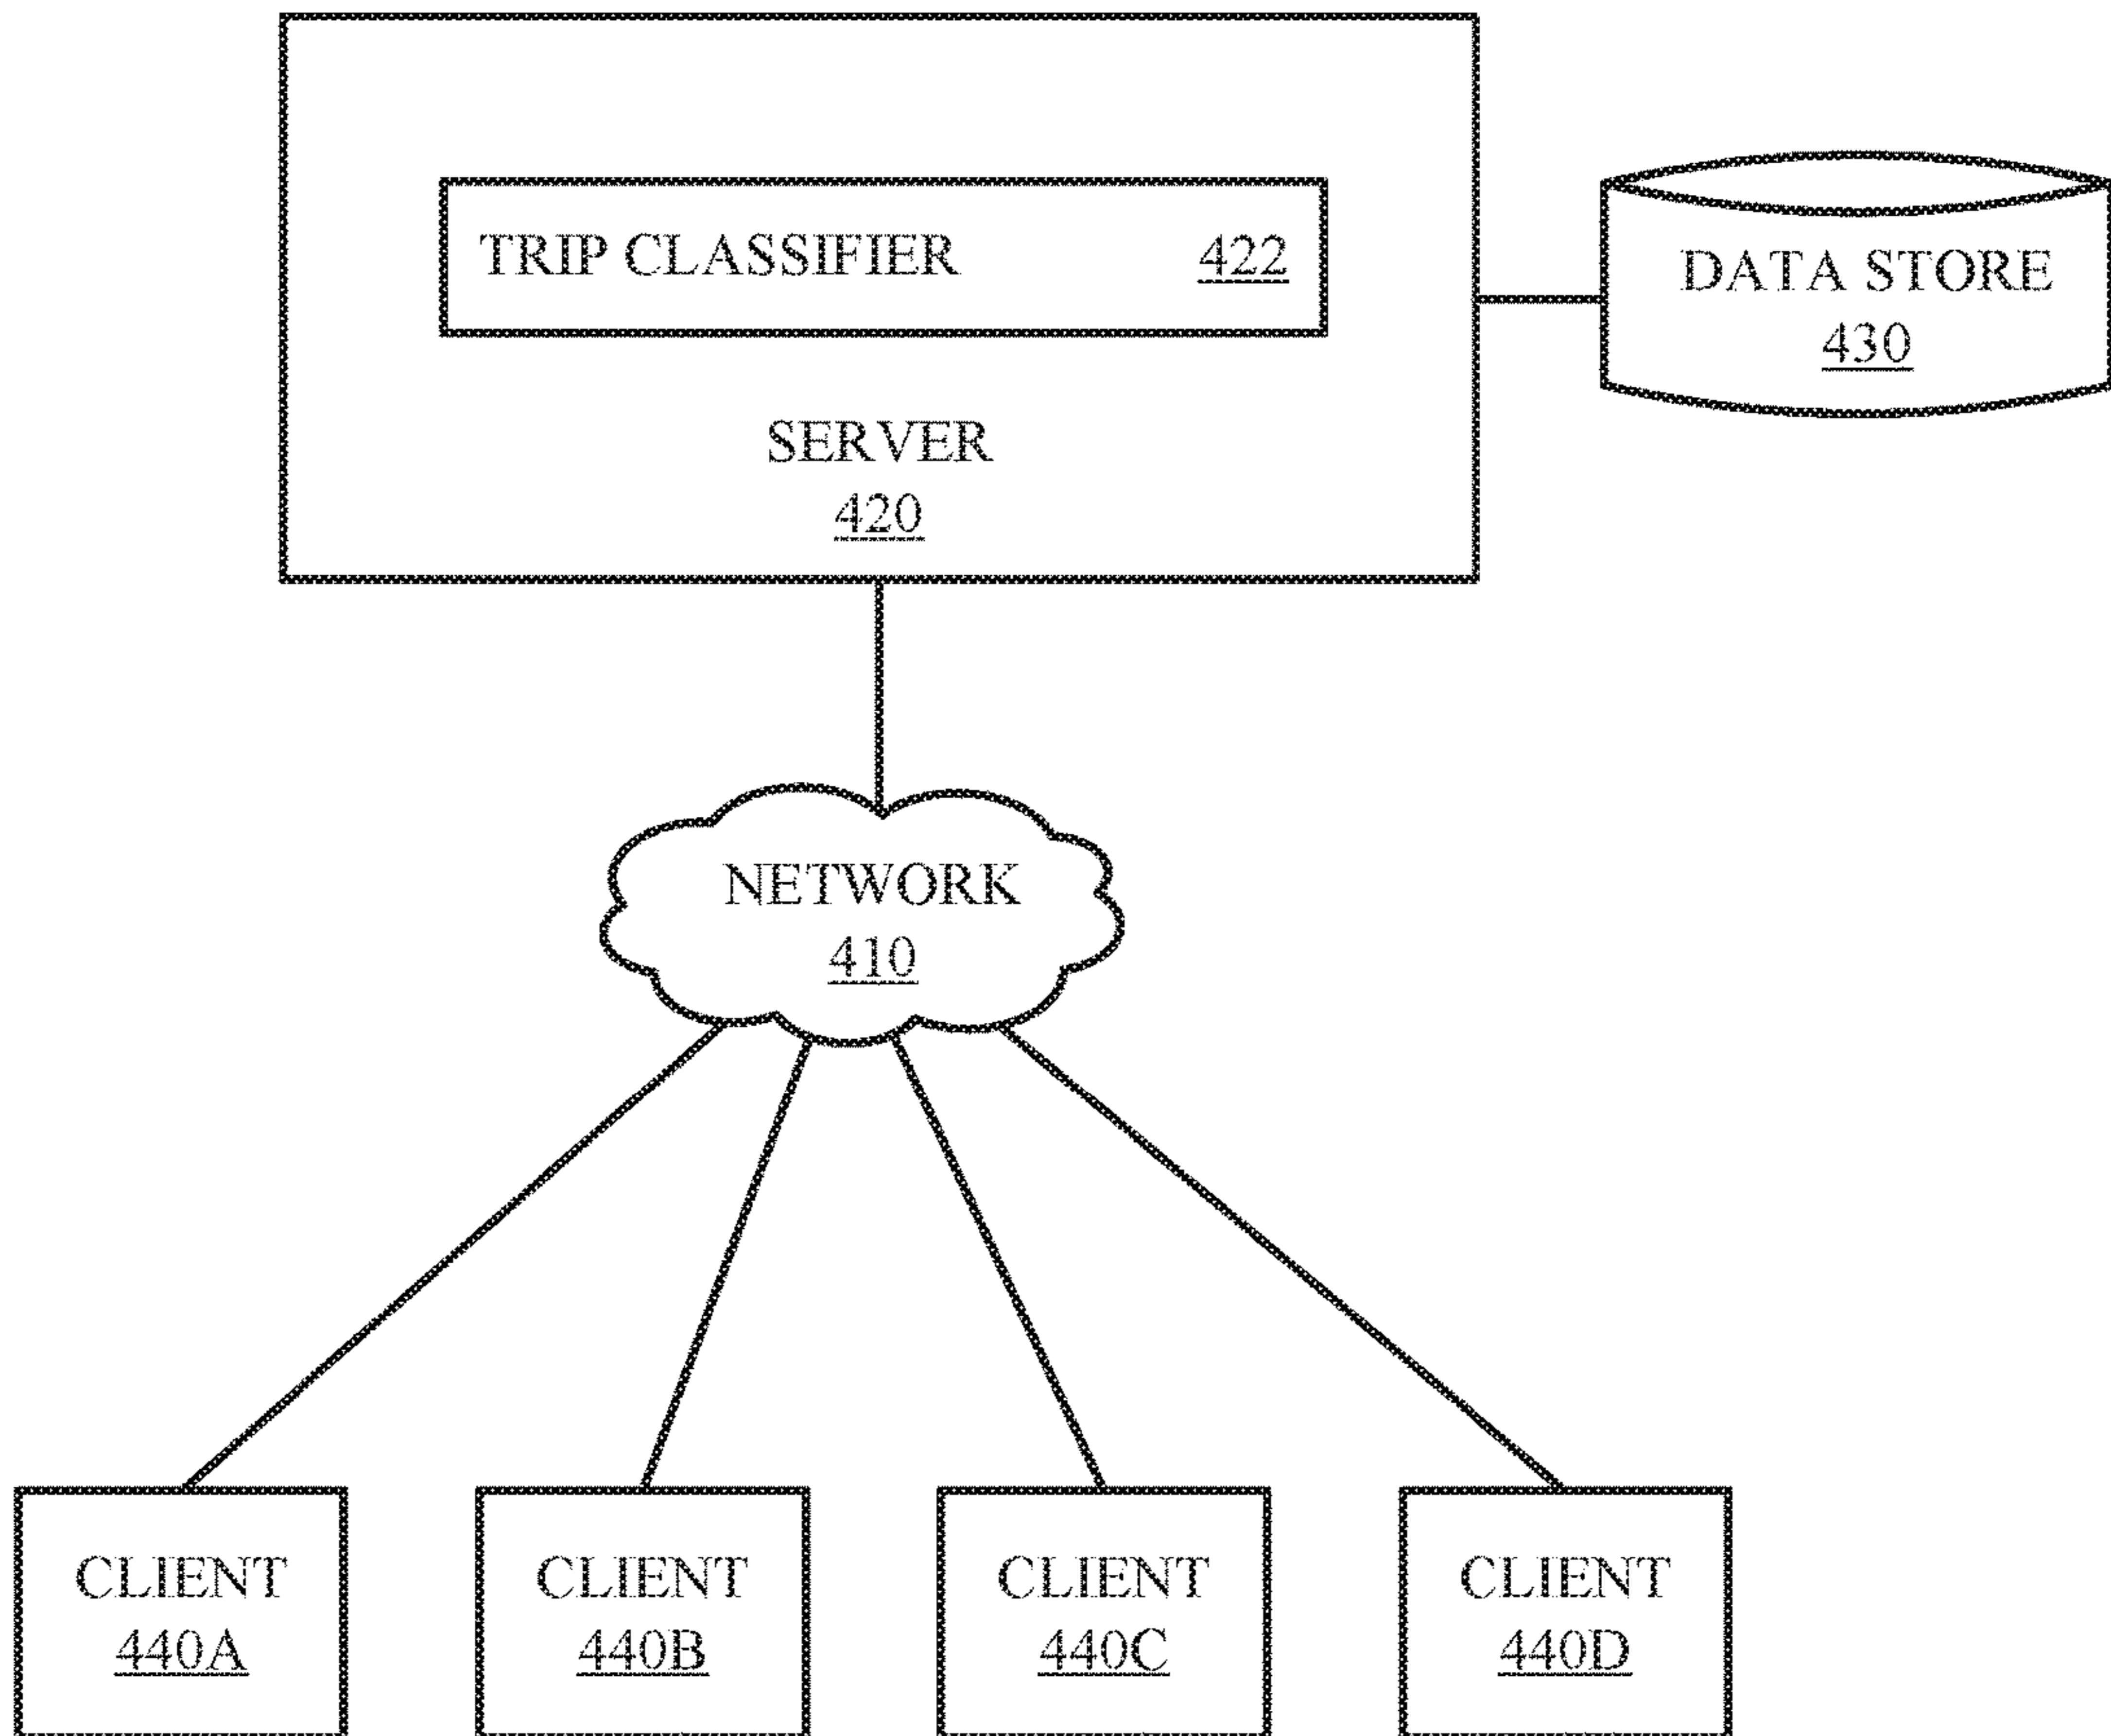 TRIP CLASSIFIER 422
SERVER
420
DATA STORE
430
NETWORK
410
CLIENT
440A
CLIENT
440B
CLIENT
440C
CLIENT
440D